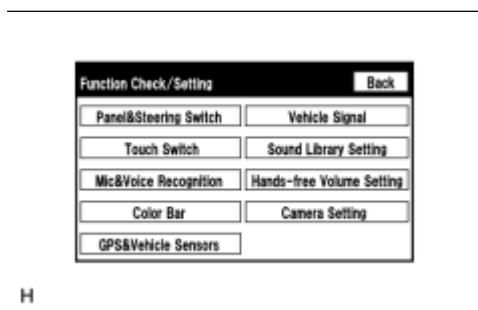 Function Check/Setting Back
Panel&Steering Switch Vehicle Signal
Touch Switch Sound Library Setting
Mic&Voice Recognition Hands-free Volume Setting
Color Bar Camera Setting
GPS&Vehicle Sensors
H